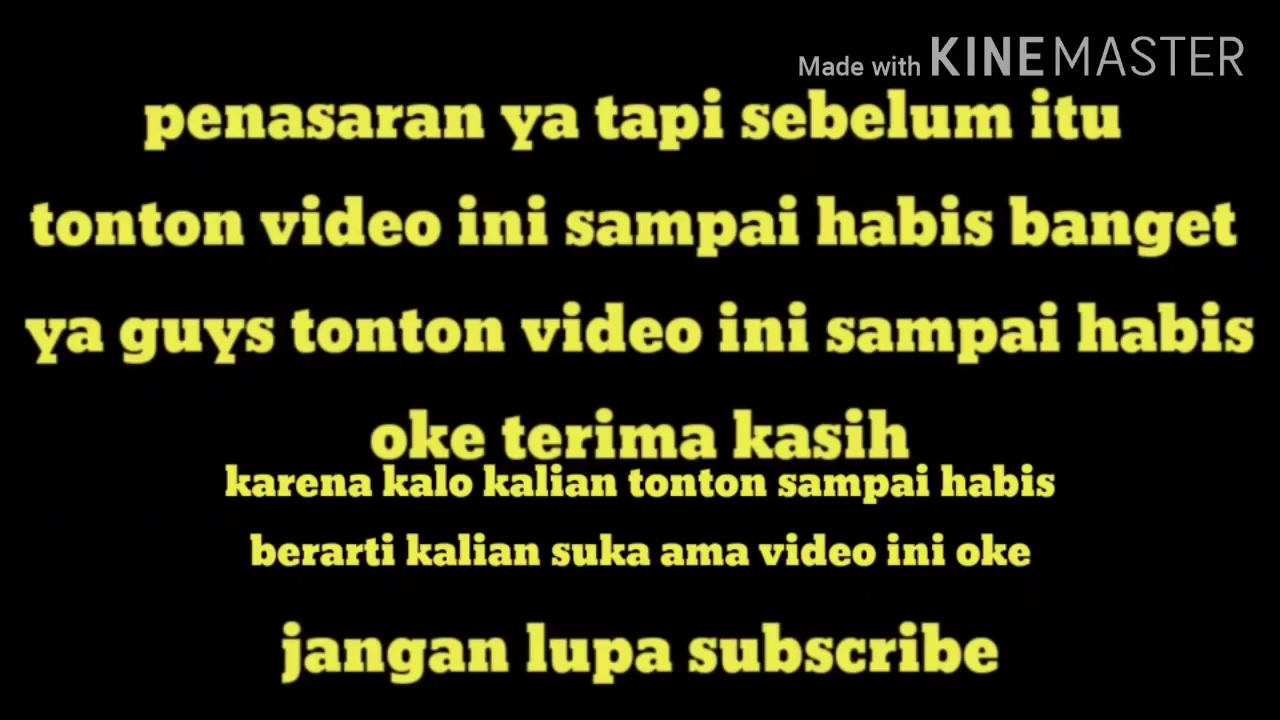 Made with KINEMASTER
penasaran ya tapi sebelum itu
tonton video ini sampai habis banget
ya guys tonton video ini sampai habis
oke terima kasih
karena kalo kalian tonton sampai habis
berarti kalian suka ama video ini oke
jangan lupa subscribe